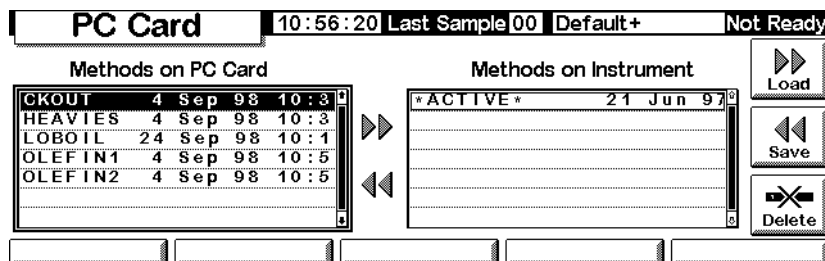 PC Card 10:56:20 Last Sample 00 Default+ Not Ready
Methods on PC Card
CKOUT 4 Sep 98 10:3
HEAVIES 4 Sep 98 10:3
LOBOIL 24 Sep 98 10:1
OLEFIN1 4 Sep 98 10:5
OLEFIN2 4 Sep 98 10:5
Methods on Instrument
*ACTIVE* 21 Jun 97
Load
Save
Delete